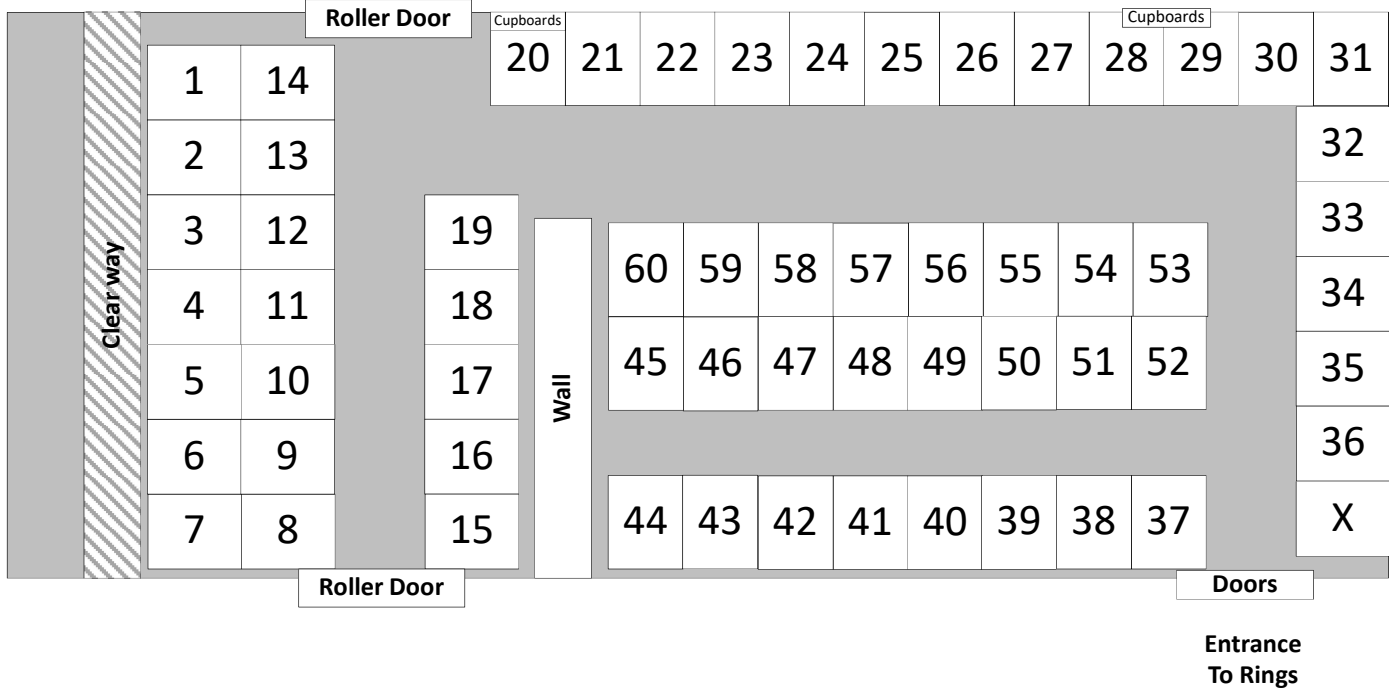 Roller Door
Cupboards
Cupboards
20 21 22 23 24 25 26 27 28 29 30 31
1 14
2 13
3 12
4 11
5 10
6 9
7 8
Clear way
19
18
17
16
15
Wall
60 59 58 57 56 55 54 53
45 46 47 48 49 50 51 52
44 43 42 41 40 39 38 37
32
33
34
35
36
X
Roller Door
Doors
Entrance
To Rings